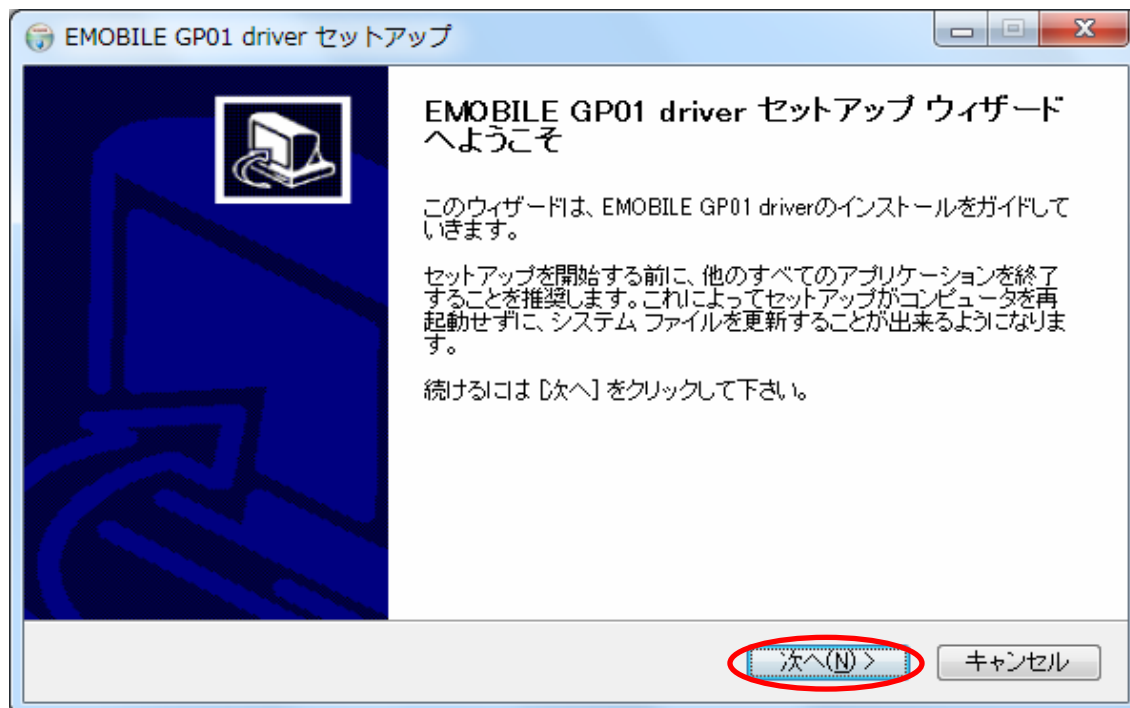 EMOBILE GP01 driver セットアップ
EMOBILE GP01 driver セットアップ ウィザード
へようこそ
このウィザードは、EMOBILE GP01 driverのインストールをガイドして
いきます。
セットアップを開始する前に、他のすべてのアプリケーションを終了
することを推奨します。これによってセットアップがコンピュータを再
起動せずに、システム ファイルを更新することが出来るようになりま
す。
続けるには [次へ] をクリックして下さい。
次へ(N) >
キャンセル